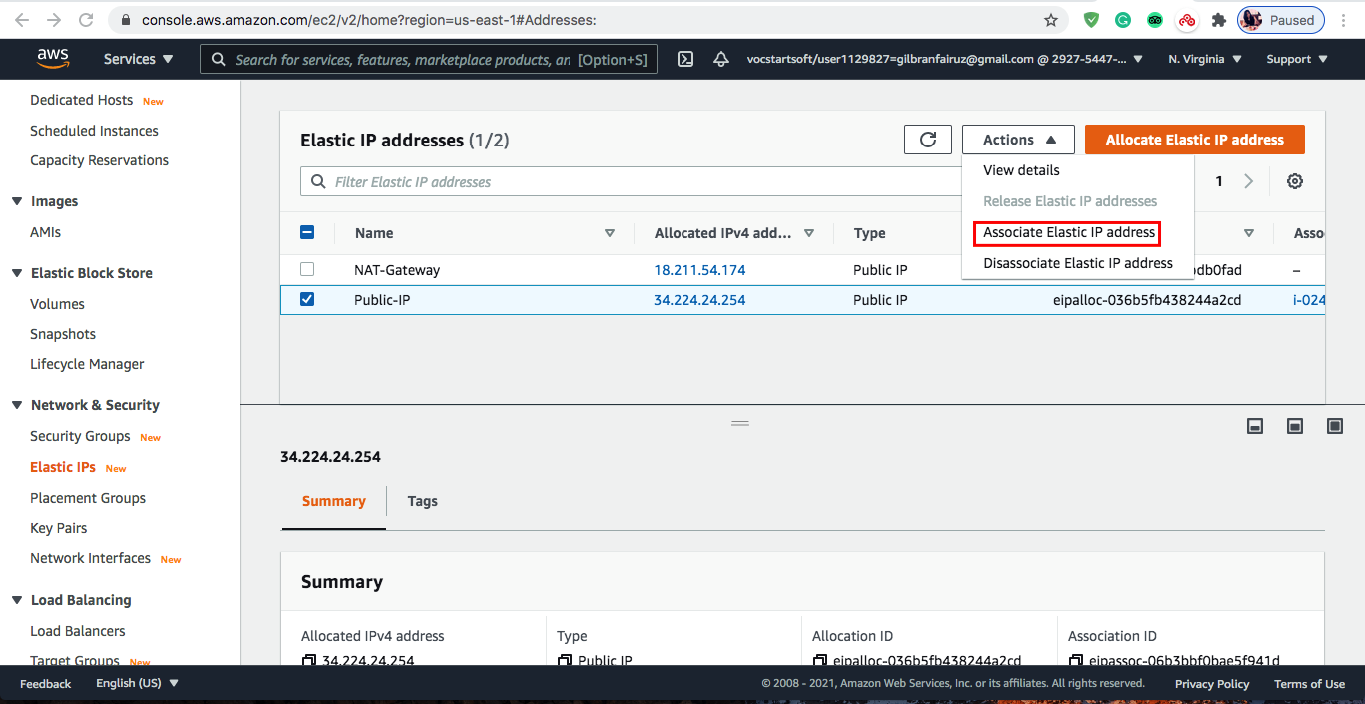 console.aws.amazon.com/ec2/v2/home?region=us-east-1#Addresses:
Paused
aws
Services
Search for services, features, marketplace products, an [Option+S]
vocstartsoft/user1129827=gilbranfairuz@gmail.com @ 2927-5447-...
N. Virginia
Support
Dedicated Hosts New
Scheduled Instances
Capacity Reservations
Images
AMIs
Elastic Block Store
Volumes
Snapshots
Lifecycle Manager
Network & Security
Security Groups New
Elastic IPs New
Placement Groups
Key Pairs
Network Interfaces New
Load Balancing
Load Balancers
Target Groups New
Elastic IP addresses (1/2)
Actions
Allocate Elastic IP address
Filter Elastic IP addresses
1
View details
Release Elastic IP addresses
Associate Elastic IP address
Disassociate Elastic IP address
Name Allocated IPv4 add... Type Asso
NAT-Gateway 18.211.54.174 Public IP bdb0fad –
Public-IP 34.224.24.254 Public IP eipalloc-036b5fb438244a2cd i-024
34.224.24.254
Summary Tags
Summary
Allocated IPv4 address Type Allocation ID Association ID
34.224.24.254 Public IP eipalloc-036b5fb438244a2cd eipassoc-06b3bbf0bae5f941d
Feedback English (US) © 2008 - 2021, Amazon Web Services, Inc. or its affiliates. All rights reserved. Privacy Policy Terms of Use